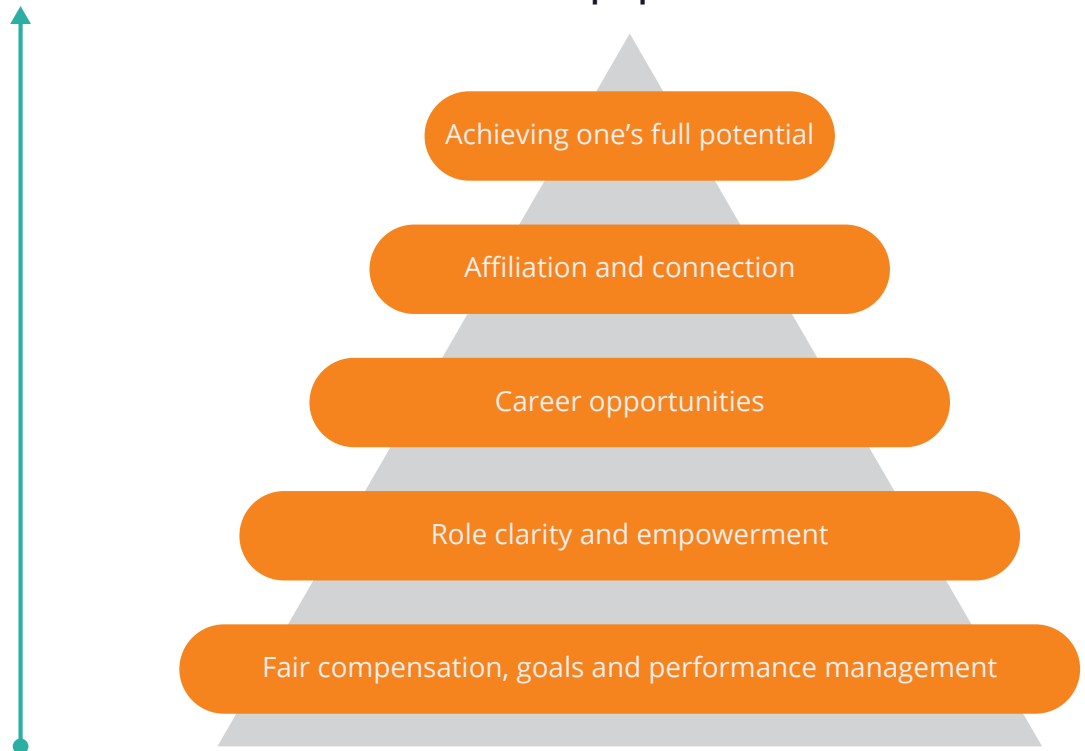 Achieving one’s full potential
Affiliation and connection
Career opportunities
Role clarity and empowerment
Fair compensation, goals and performance management